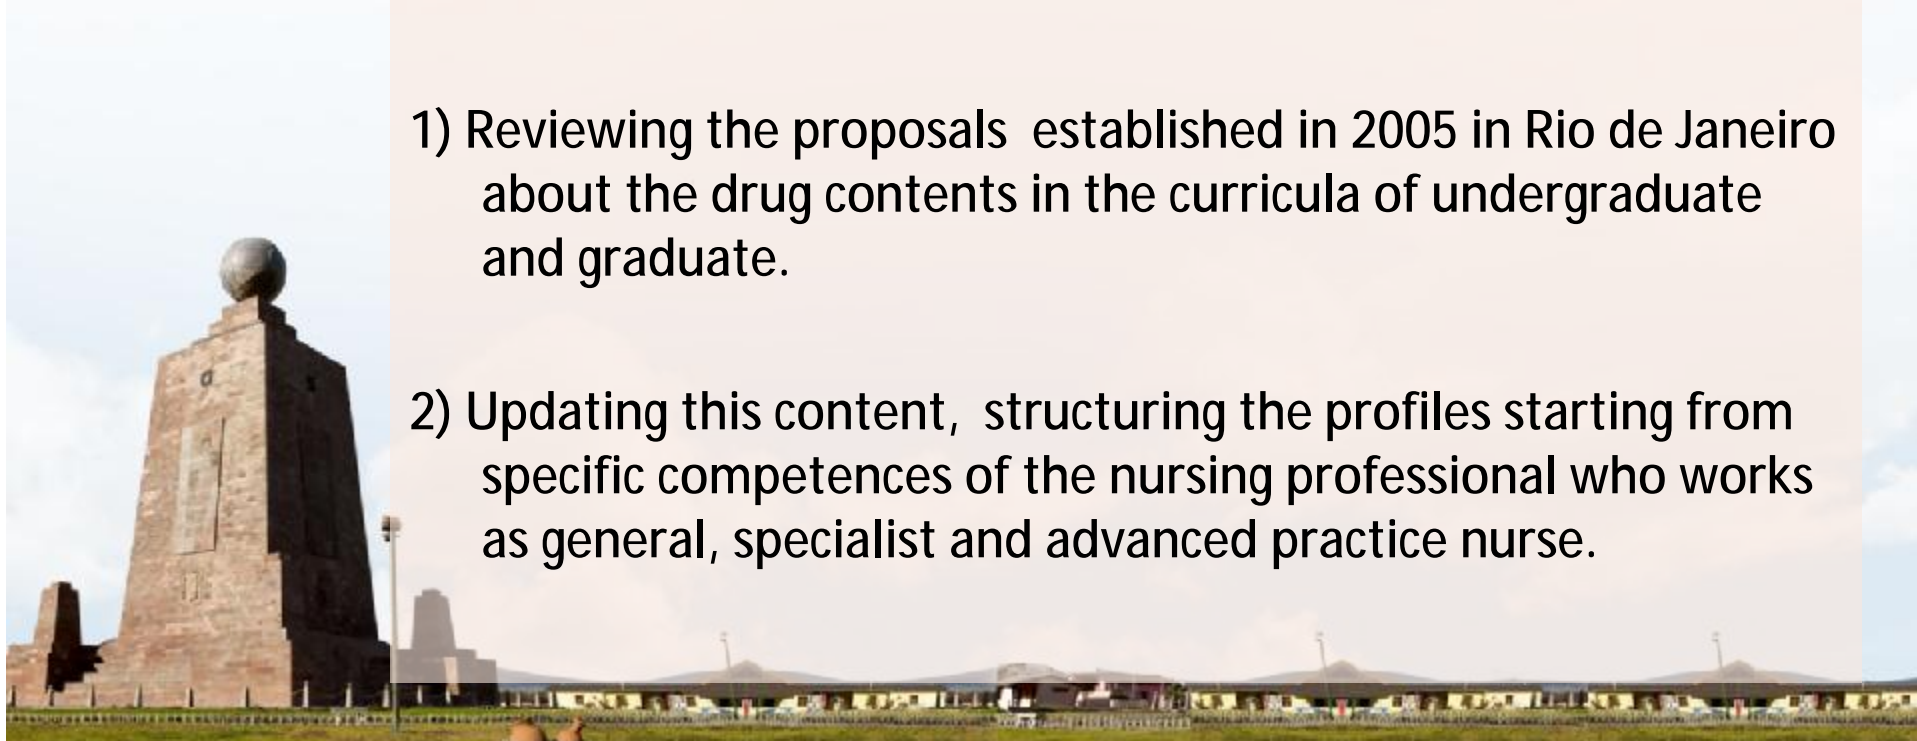 1) Reviewing the proposals established in 2005 in Rio de Janeiro
about the drug contents in the curricula of undergraduate
and graduate.
2) Updating this content, structuring the profiles starting from
specific competences of the nursing professional who works
as general, specialist and advanced practice nurse.